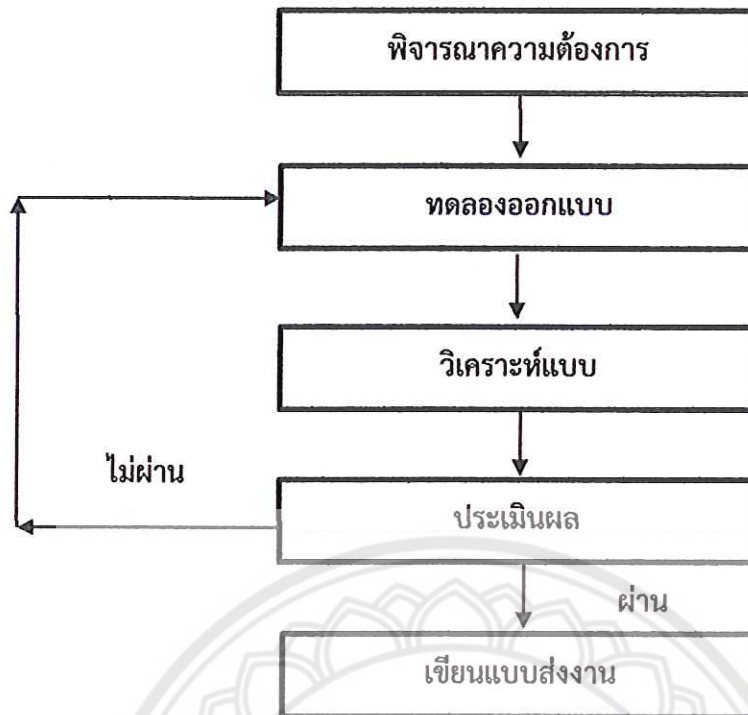 พิจารณาความต้องการ
ทดลองออกแบบ
วิเคราะห์แบบ
ไม่ผ่าน
ประเมินผล
ผ่าน
เขียนแบบส่งงาน